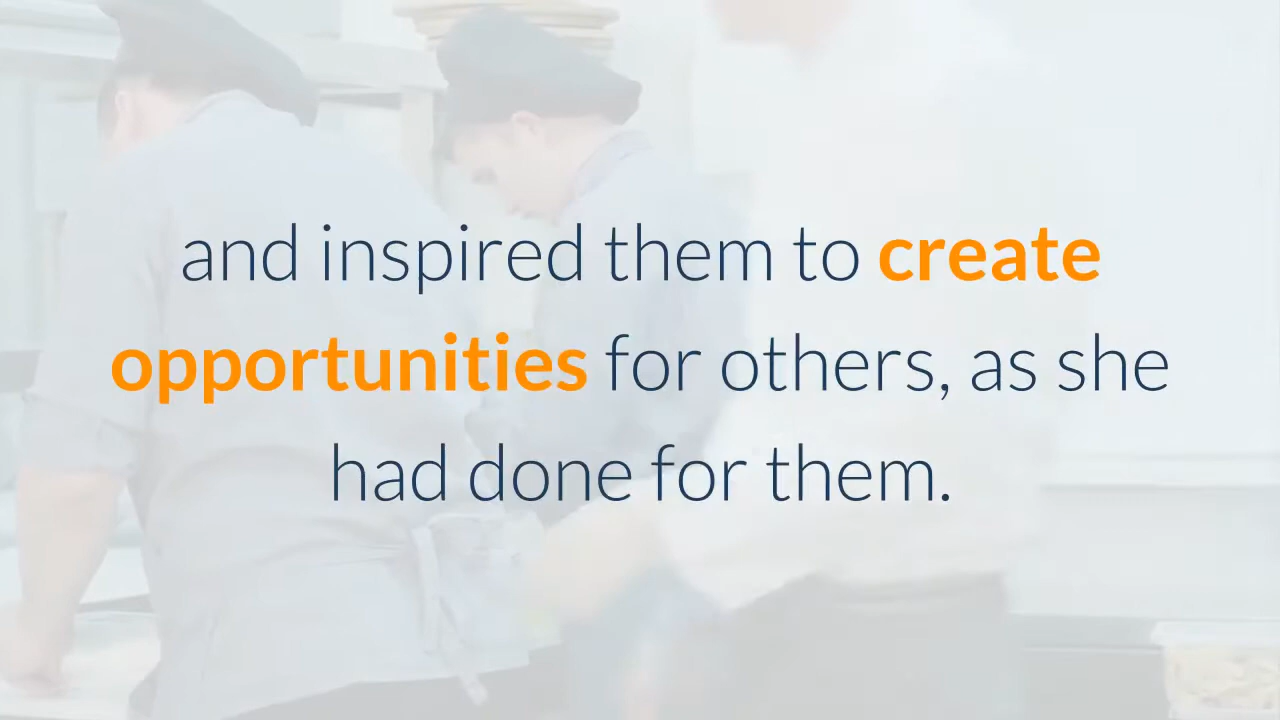 and inspired them to create
opportunities for others, as she
had done for them.